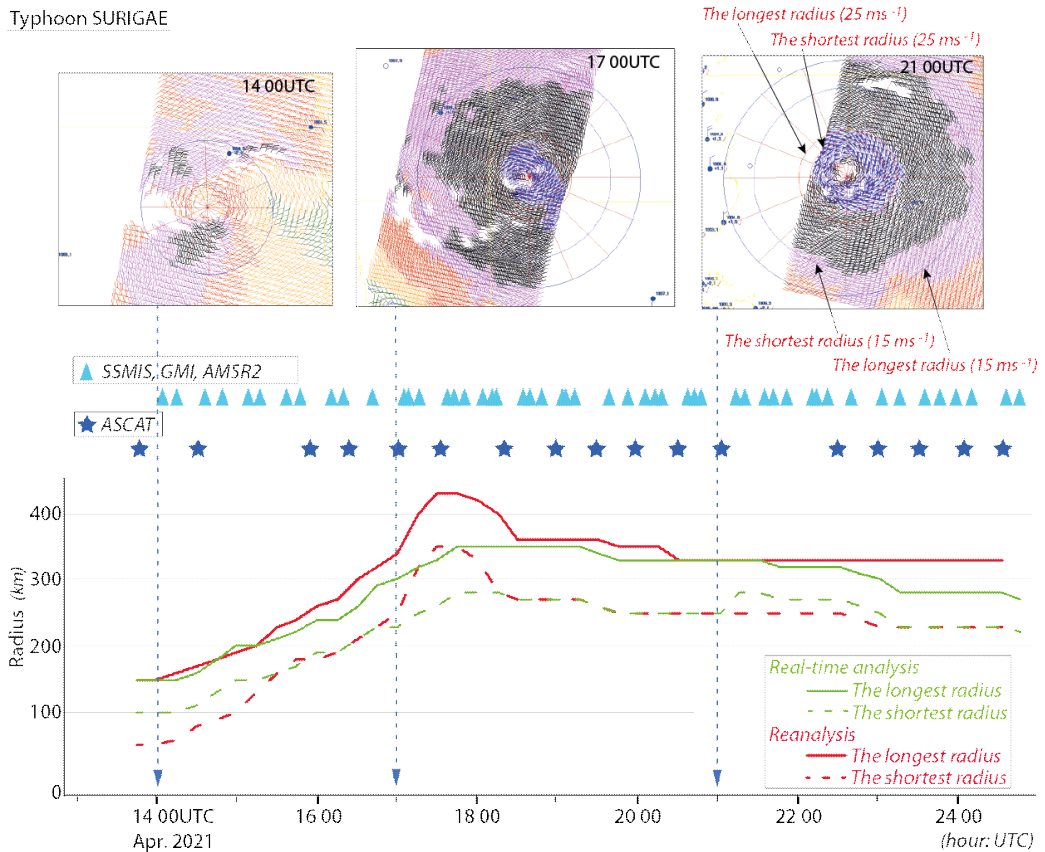 Typhoon SURIGAE
The longest radius (25 ms⁻¹)
The shortest radius (25 ms⁻¹)
14 00UTC
17 00UTC
21 00UTC
The shortest radius (15 ms⁻¹)
The longest radius (15 ms⁻¹)
SSMIS, GMI, AMSR2
ASCAT
400
300
200
100
0
Radius (km)
Real-time analysis
The longest radius
The shortest radius
Reanalysis
The longest radius
The shortest radius
14 00UTC 16 00 18 00 20 00 22 00 24 00
Apr. 2021 (hour: UTC)